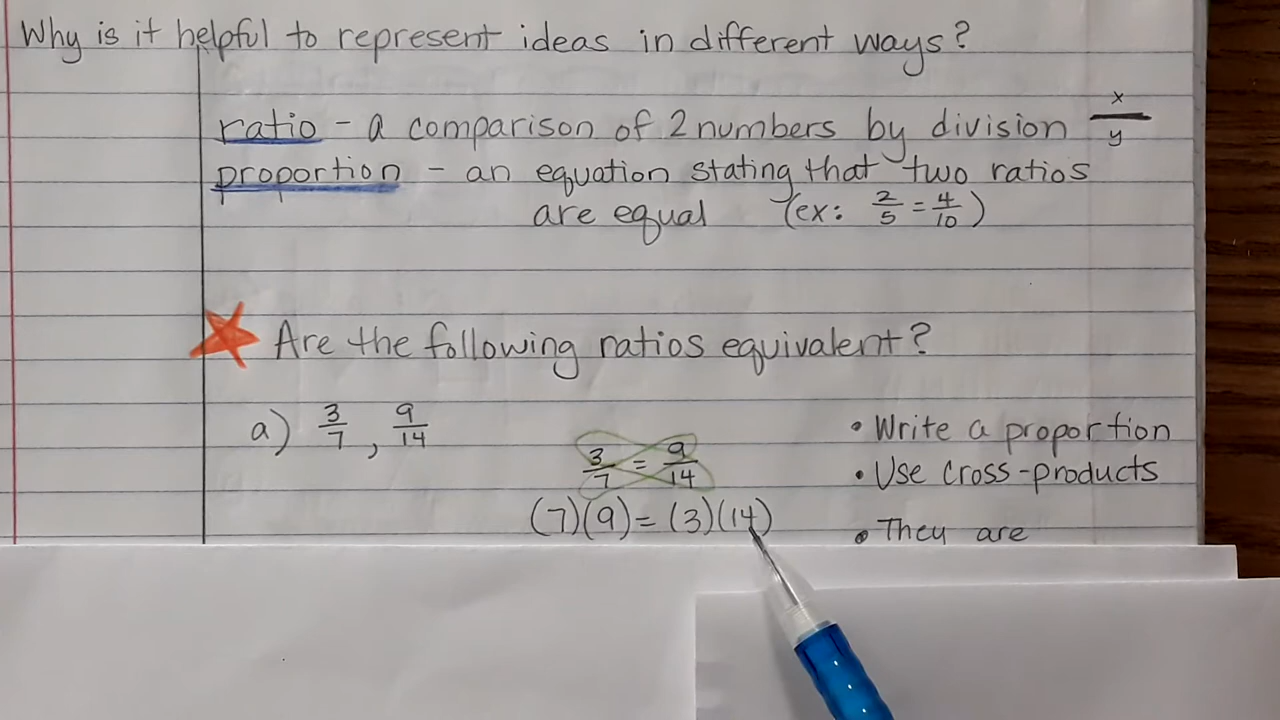 Why is it helpful to represent ideas in different ways?
ratio - a comparison of 2 numbers by division x/y
proportion - an equation stating that two ratios
are equal (ex: 2/5 = 4/10)
Are the following ratios equivalent?
a) 3/7, 9/14
• Write a proportion
3/7 = 9/14
• Use cross-products
(7)(9) = (3)(14)
• They are